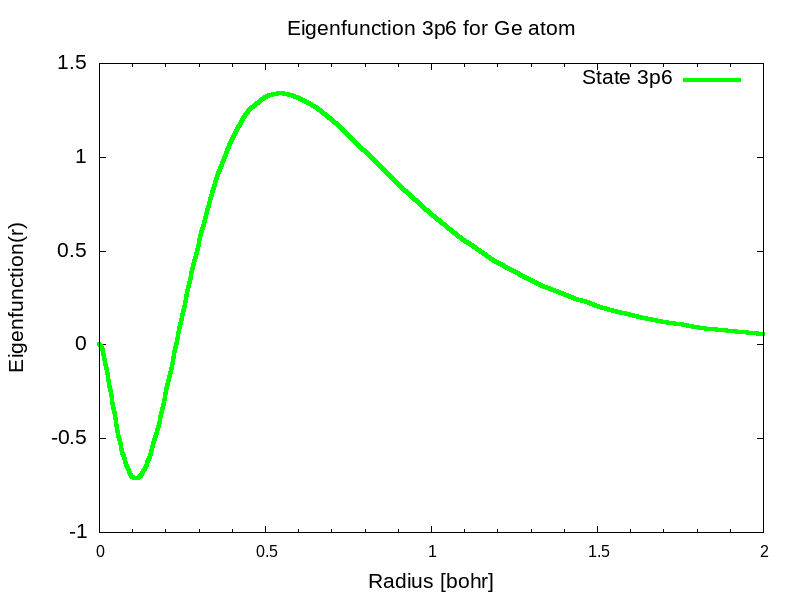 Eigenfunction 3p6 for Ge atom
State 3p6
1.5
1
0.5
0
-0.5
-1
Eigenfunction(r)
0 0.5 1 1.5 2
Radius [bohr]